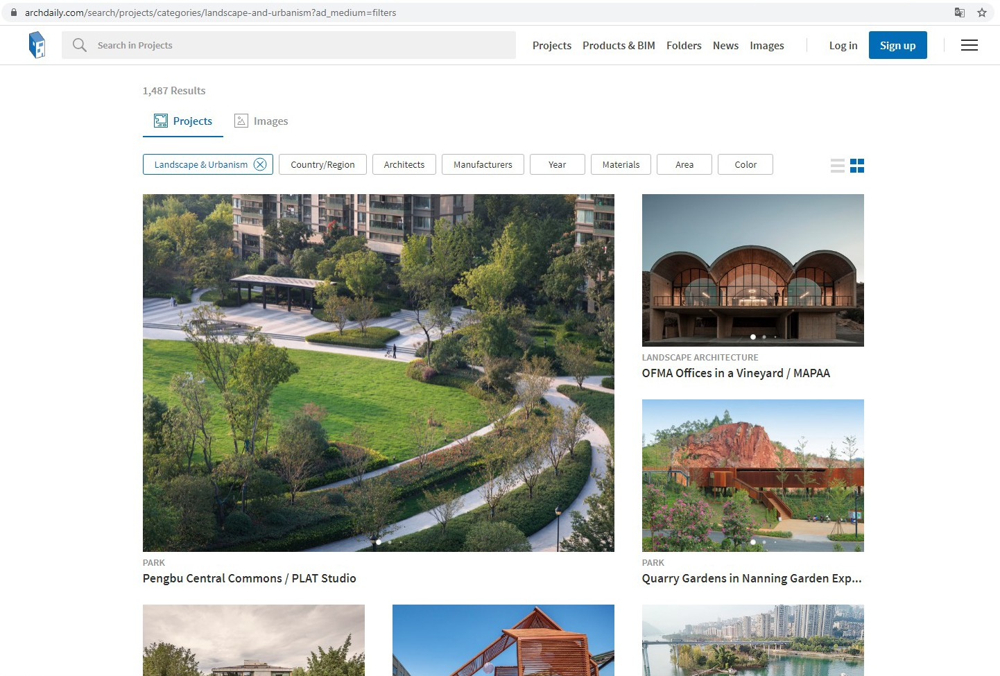 archdaily.com/search/projects/categories/landscape-and-urbanism?ad_medium=filters
Search in Projects
Projects
Products & BIM
Folders
News
Images
Log in
Sign up
1,487 Results
Projects
Images
Landscape & Urbanism
Country/Region
Architects
Manufacturers
Year
Materials
Area
Color
LANDSCAPE ARCHITECTURE
OFMA Offices in a Vineyard / MAPAA
PARK
Pengbu Central Commons / PLAT Studio
PARK
Quarry Gardens in Nanning Garden Exp...